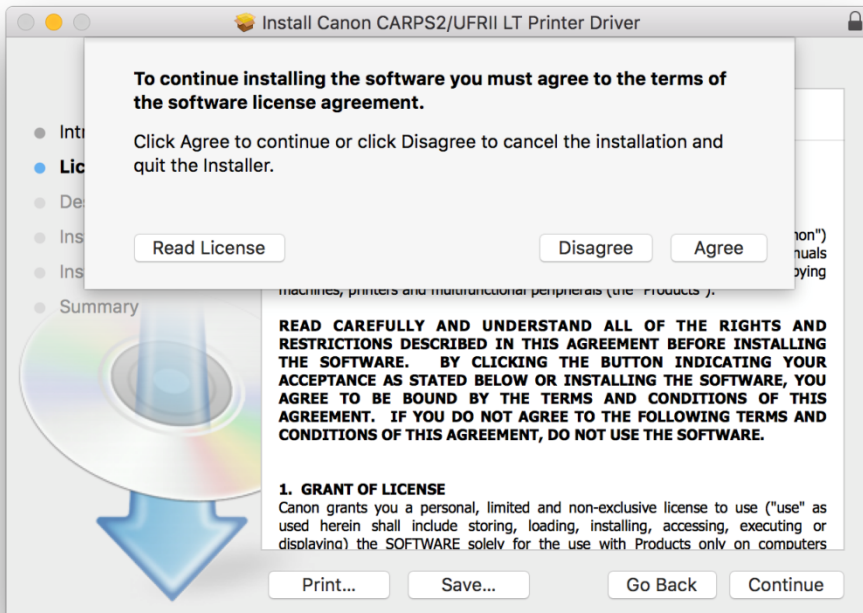 Install Canon CARPS2/UFRII LT Printer Driver
To continue installing the software you must agree to the terms of
the software license agreement.
Click Agree to continue or click Disagree to cancel the installation and
quit the Installer.
Read License
Disagree
Agree
Int
Lic
De
Ins
Ins
Summary
non")
nuals
pying
machines, printers and multifunctional peripherals (the "Products").
READ CAREFULLY AND UNDERSTAND ALL OF THE RIGHTS AND
RESTRICTIONS DESCRIBED IN THIS AGREEMENT BEFORE INSTALLING
THE SOFTWARE. BY CLICKING THE BUTTON INDICATING YOUR
ACCEPTANCE AS STATED BELOW OR INSTALLING THE SOFTWARE, YOU
AGREE TO BE BOUND BY THE TERMS AND CONDITIONS OF THIS
AGREEMENT. IF YOU DO NOT AGREE TO THE FOLLOWING TERMS AND
CONDITIONS OF THIS AGREEMENT, DO NOT USE THE SOFTWARE.
1. GRANT OF LICENSE
Canon grants you a personal, limited and non-exclusive license to use ("use" as
used herein shall include storing, loading, installing, accessing, executing or
displaying) the SOFTWARE solely for the use with Products only on computers
Print...
Save...
Go Back
Continue